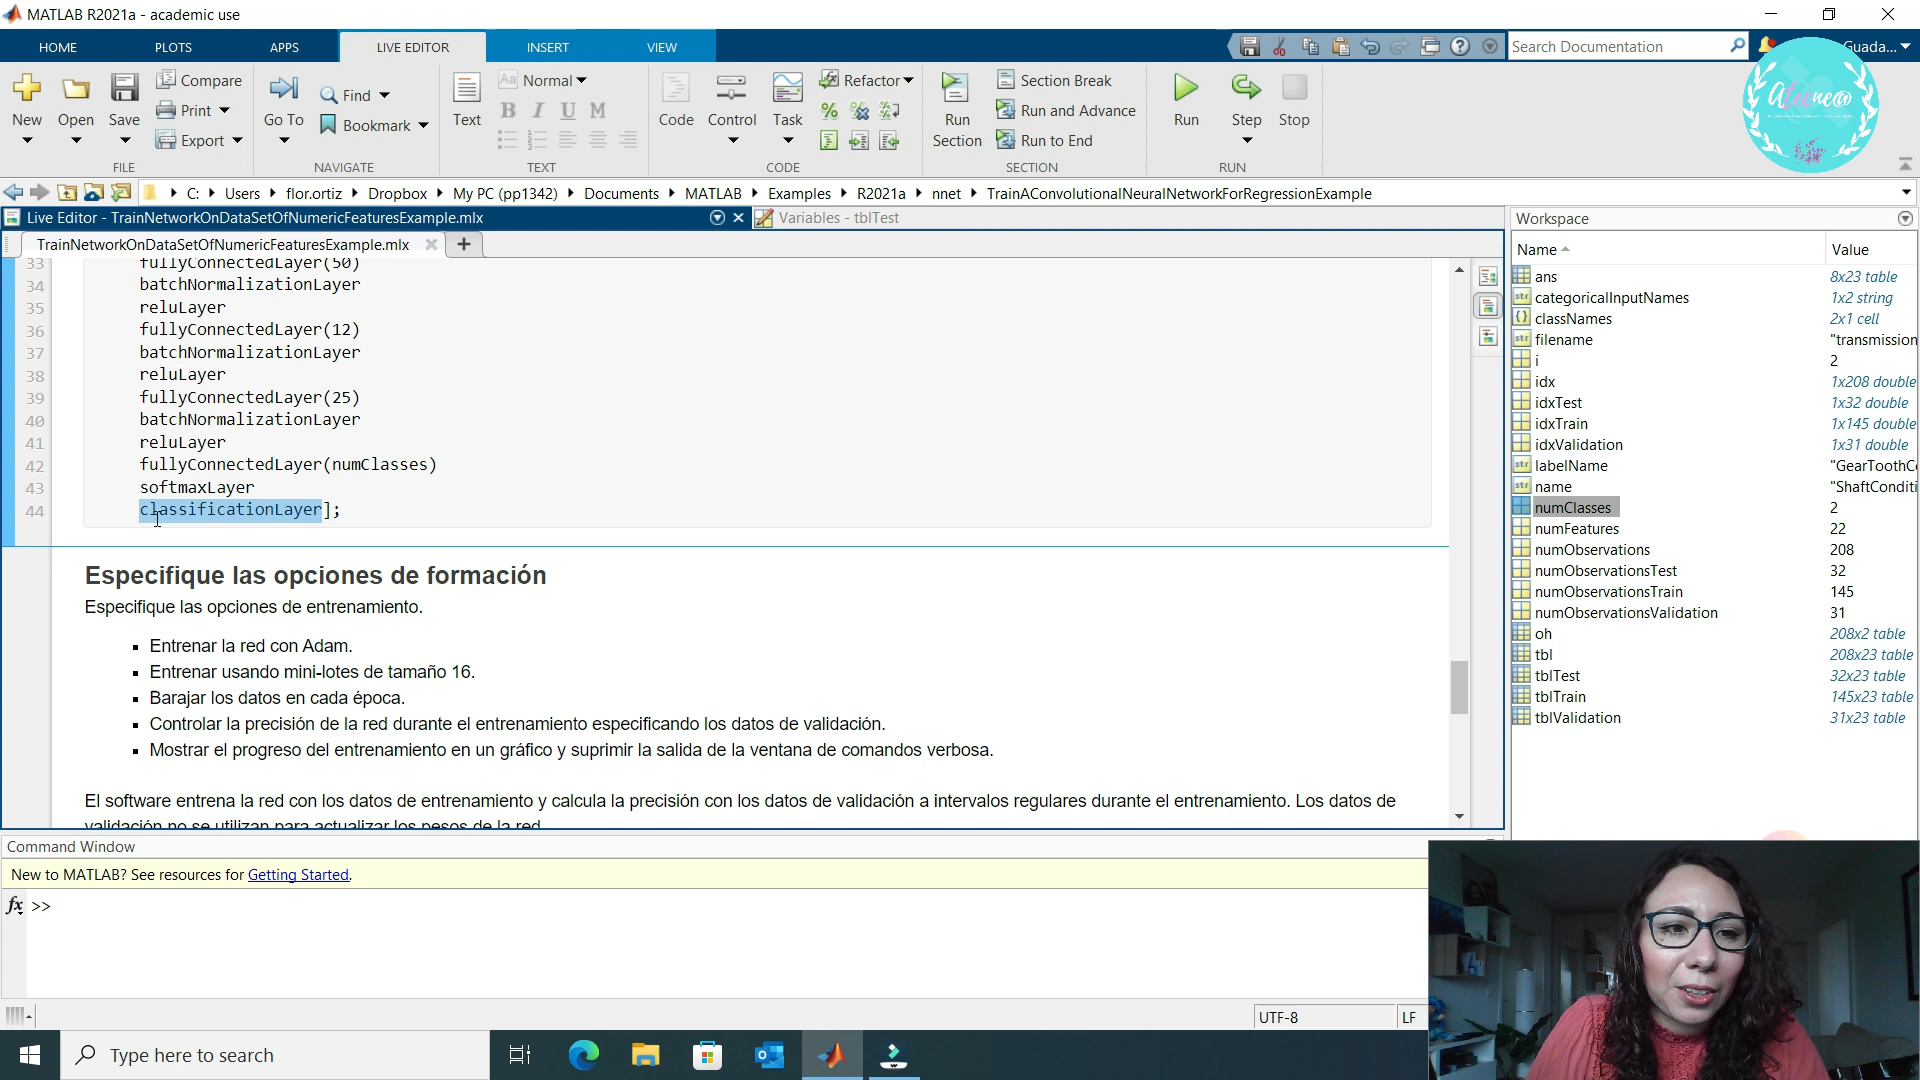 MATLAB R2021a - academic use
HOME
PLOTS
APPS
LIVE EDITOR
INSERT
VIEW
Search Documentation
Guada...
New
Open
Save
Compare
Print
Export
FILE
Go To
Find
Bookmark
NAVIGATE
Text
Aa Normal
B I U M
TEXT
Code
Control
Task
Refactor
CODE
Run
Section
Section Break
Run and Advance
Run to End
SECTION
Run
Step
Stop
RUN
C: Users flor.ortiz Dropbox My PC (pp1342) Documents MATLAB Examples R2021a nnet TrainAConvolutionalNeuralNetworkForRegressionExample
Live Editor - TrainNetworkOnDataSetOfNumericFeaturesExample.mlx
Variables - tblTest
TrainNetworkOnDataSetOfNumericFeaturesExample.mlx
33 fullyConnectedLayer(50)
34 batchNormalizationLayer
35 reluLayer
36 fullyConnectedLayer(12)
37 batchNormalizationLayer
38 reluLayer
39 fullyConnectedLayer(25)
40 batchNormalizationLayer
41 reluLayer
42 fullyConnectedLayer(numClasses)
43 softmaxLayer
44 classificationLayer];
Especifique las opciones de formación
Especifique las opciones de entrenamiento.
Entrenar la red con Adam.
Entrenar usando mini-lotes de tamaño 16.
Barajar los datos en cada época.
Controlar la precisión de la red durante el entrenamiento especificando los datos de validación.
Mostrar el progreso del entrenamiento en un gráfico y suprimir la salida de la ventana de comandos verbosa.
El software entrena la red con los datos de entrenamiento y calcula la precisión con los datos de validación a intervalos regulares durante el entrenamiento. Los datos de
validación no se utilizan para actualizar los pesos de la red.
Workspace
Name Value
ans 8x23 table
categoricalInputNames 1x2 string
classNames 2x1 cell
filename "transmission
i 2
idx 1x208 double
idxTest 1x32 double
idxTrain 1x145 double
idxValidation 1x31 double
labelName "GearToothC
name "ShaftConditi
numClasses 2
numFeatures 22
numObservations 208
numObservationsTest 32
numObservationsTrain 145
numObservationsValidation 31
oh 208x2 table
tbl 208x23 table
tblTest 32x23 table
tblTrain 145x23 table
tblValidation 31x23 table
Command Window
New to MATLAB? See resources for Getting Started.
fx >>
UTF-8
LF
Type here to search